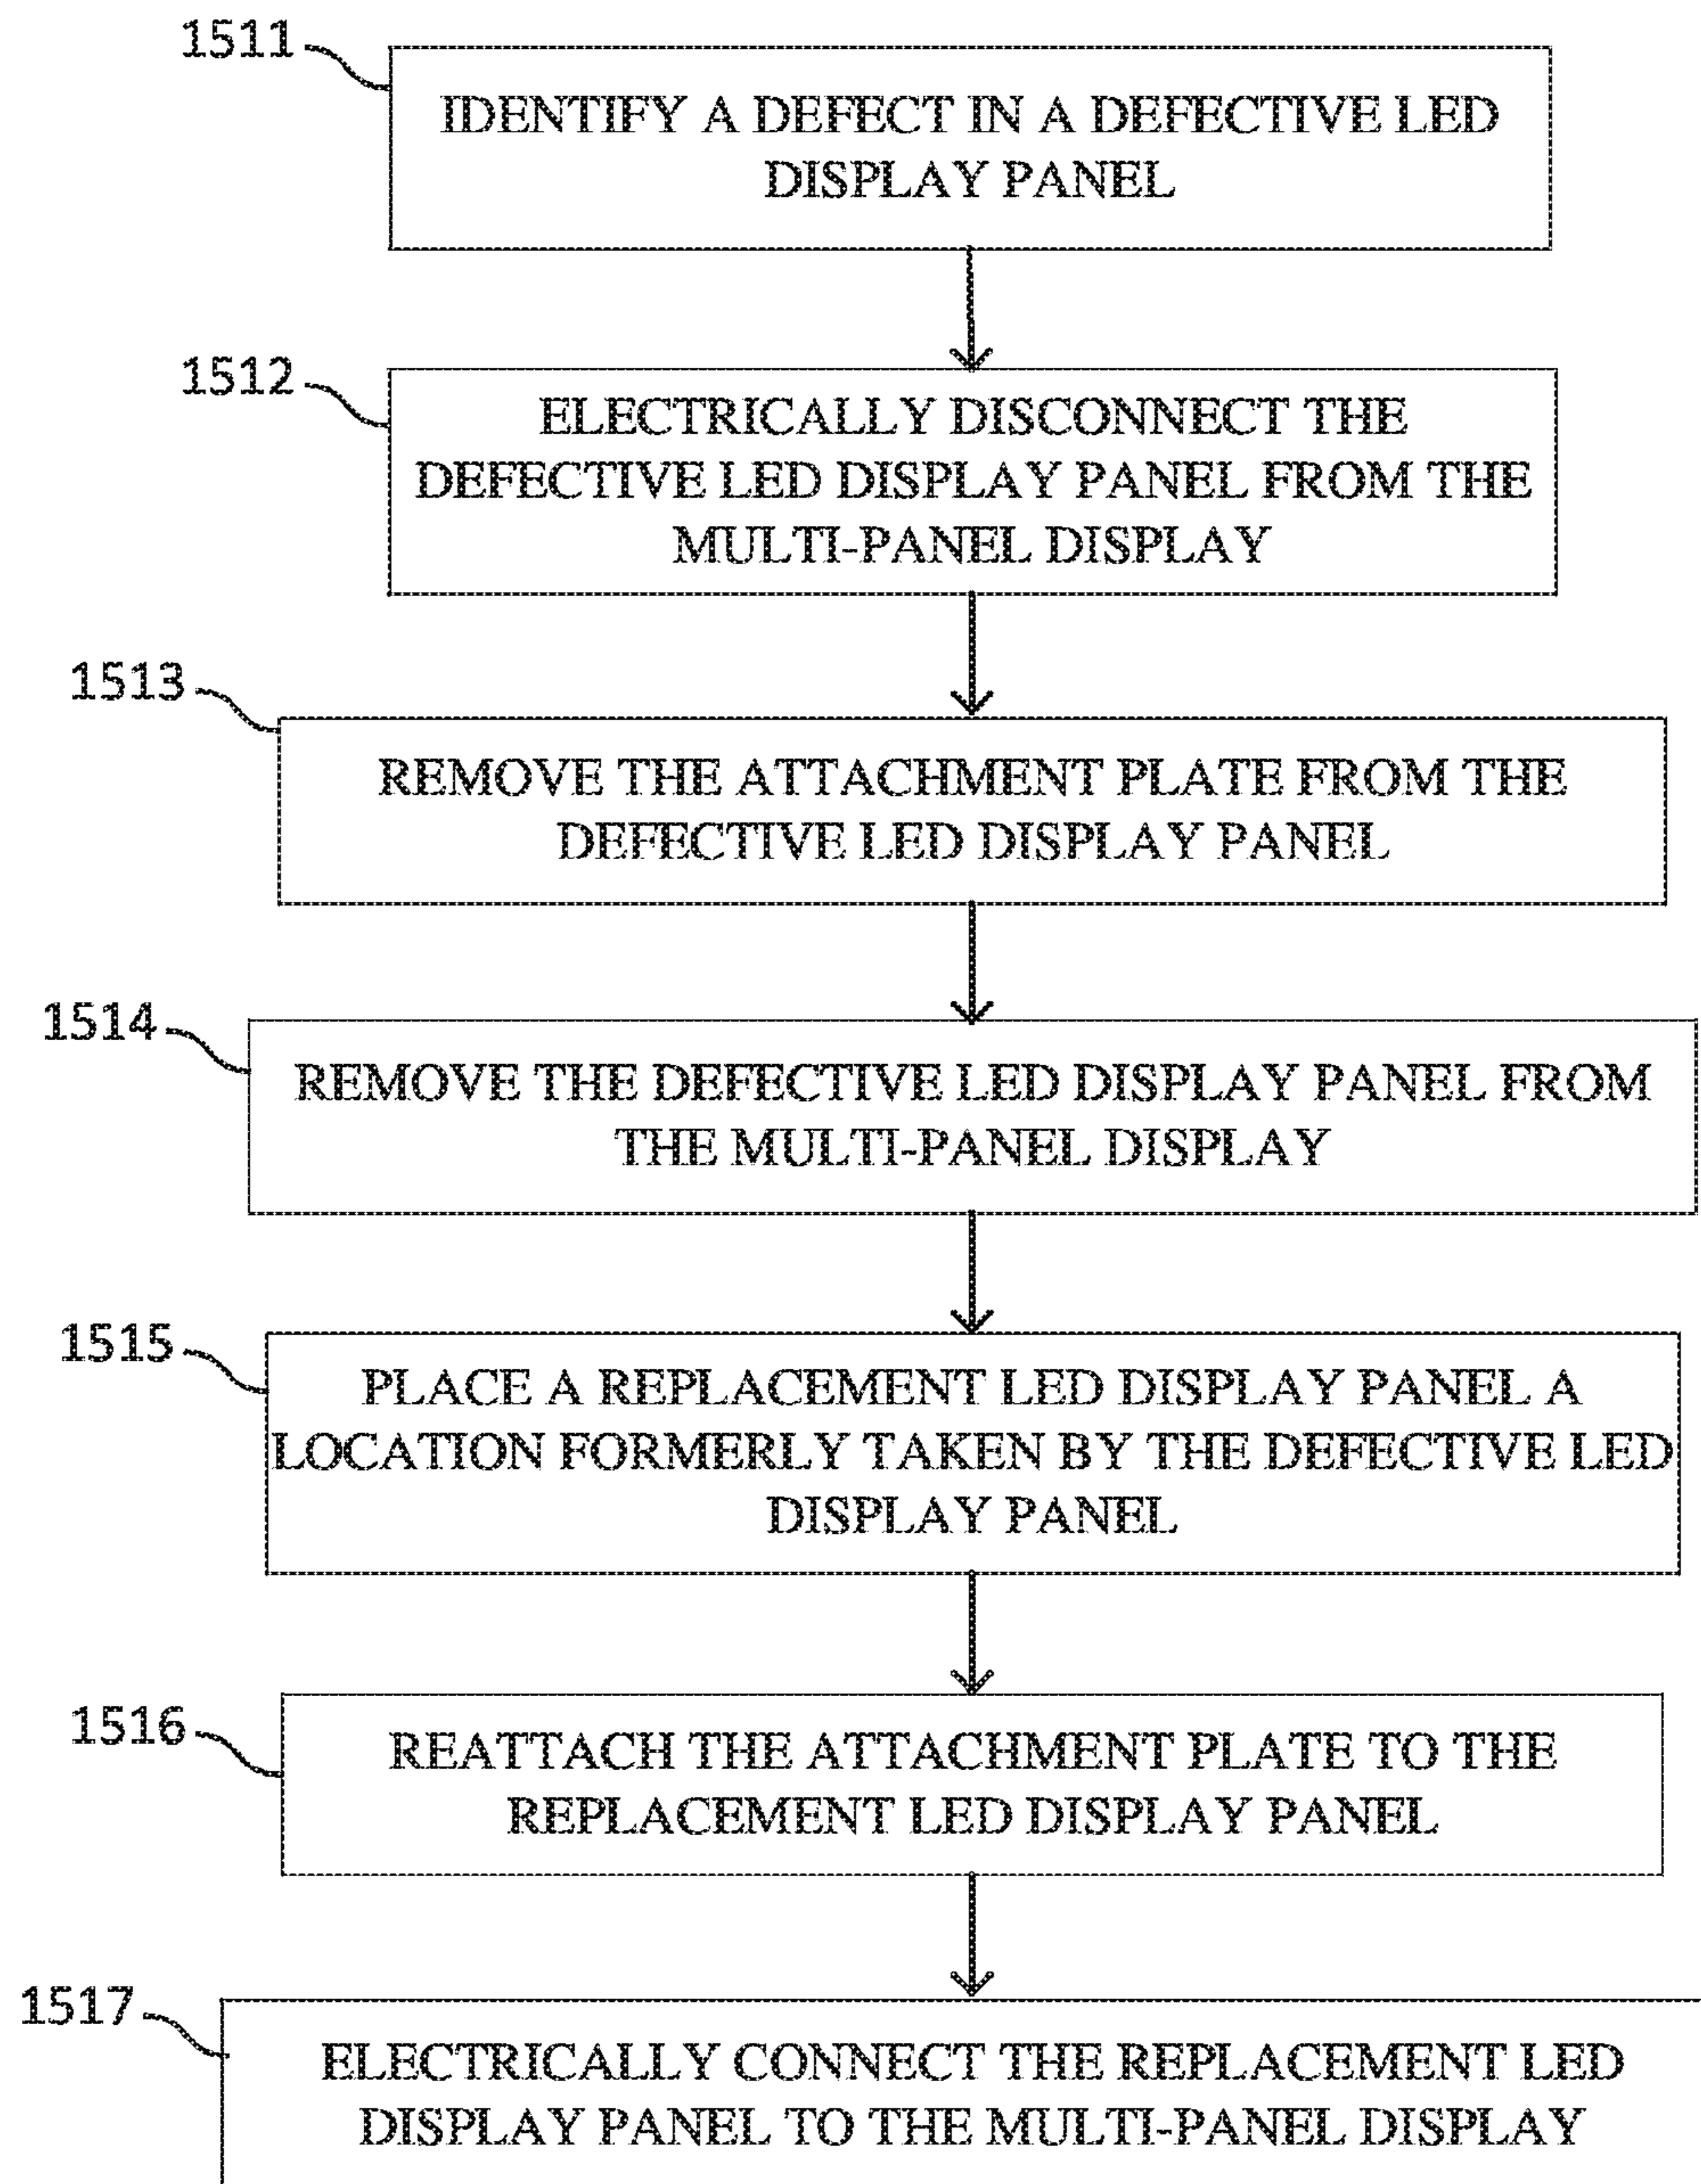 1511
IDENTIFY A DEFECT IN A DEFECTIVE LED
DISPLAY PANEL
1512
ELECTRICALLY DISCONNECT THE
DEFECTIVE LED DISPLAY PANEL FROM THE
MULTI-PANEL DISPLAY
1513
REMOVE THE ATTACHMENT PLATE FROM THE
DEFECTIVE LED DISPLAY PANEL
1514
REMOVE THE DEFECTIVE LED DISPLAY PANEL FROM
THE MULTI-PANEL DISPLAY
1515
PLACE A REPLACEMENT LED DISPLAY PANEL A
LOCATION FORMERLY TAKEN BY THE DEFECTIVE LED
DISPLAY PANEL
1516
REATTACH THE ATTACHMENT PLATE TO THE
REPLACEMENT LED DISPLAY PANEL
1517
ELECTRICALLY CONNECT THE REPLACEMENT LED
DISPLAY PANEL TO THE MULTI-PANEL DISPLAY